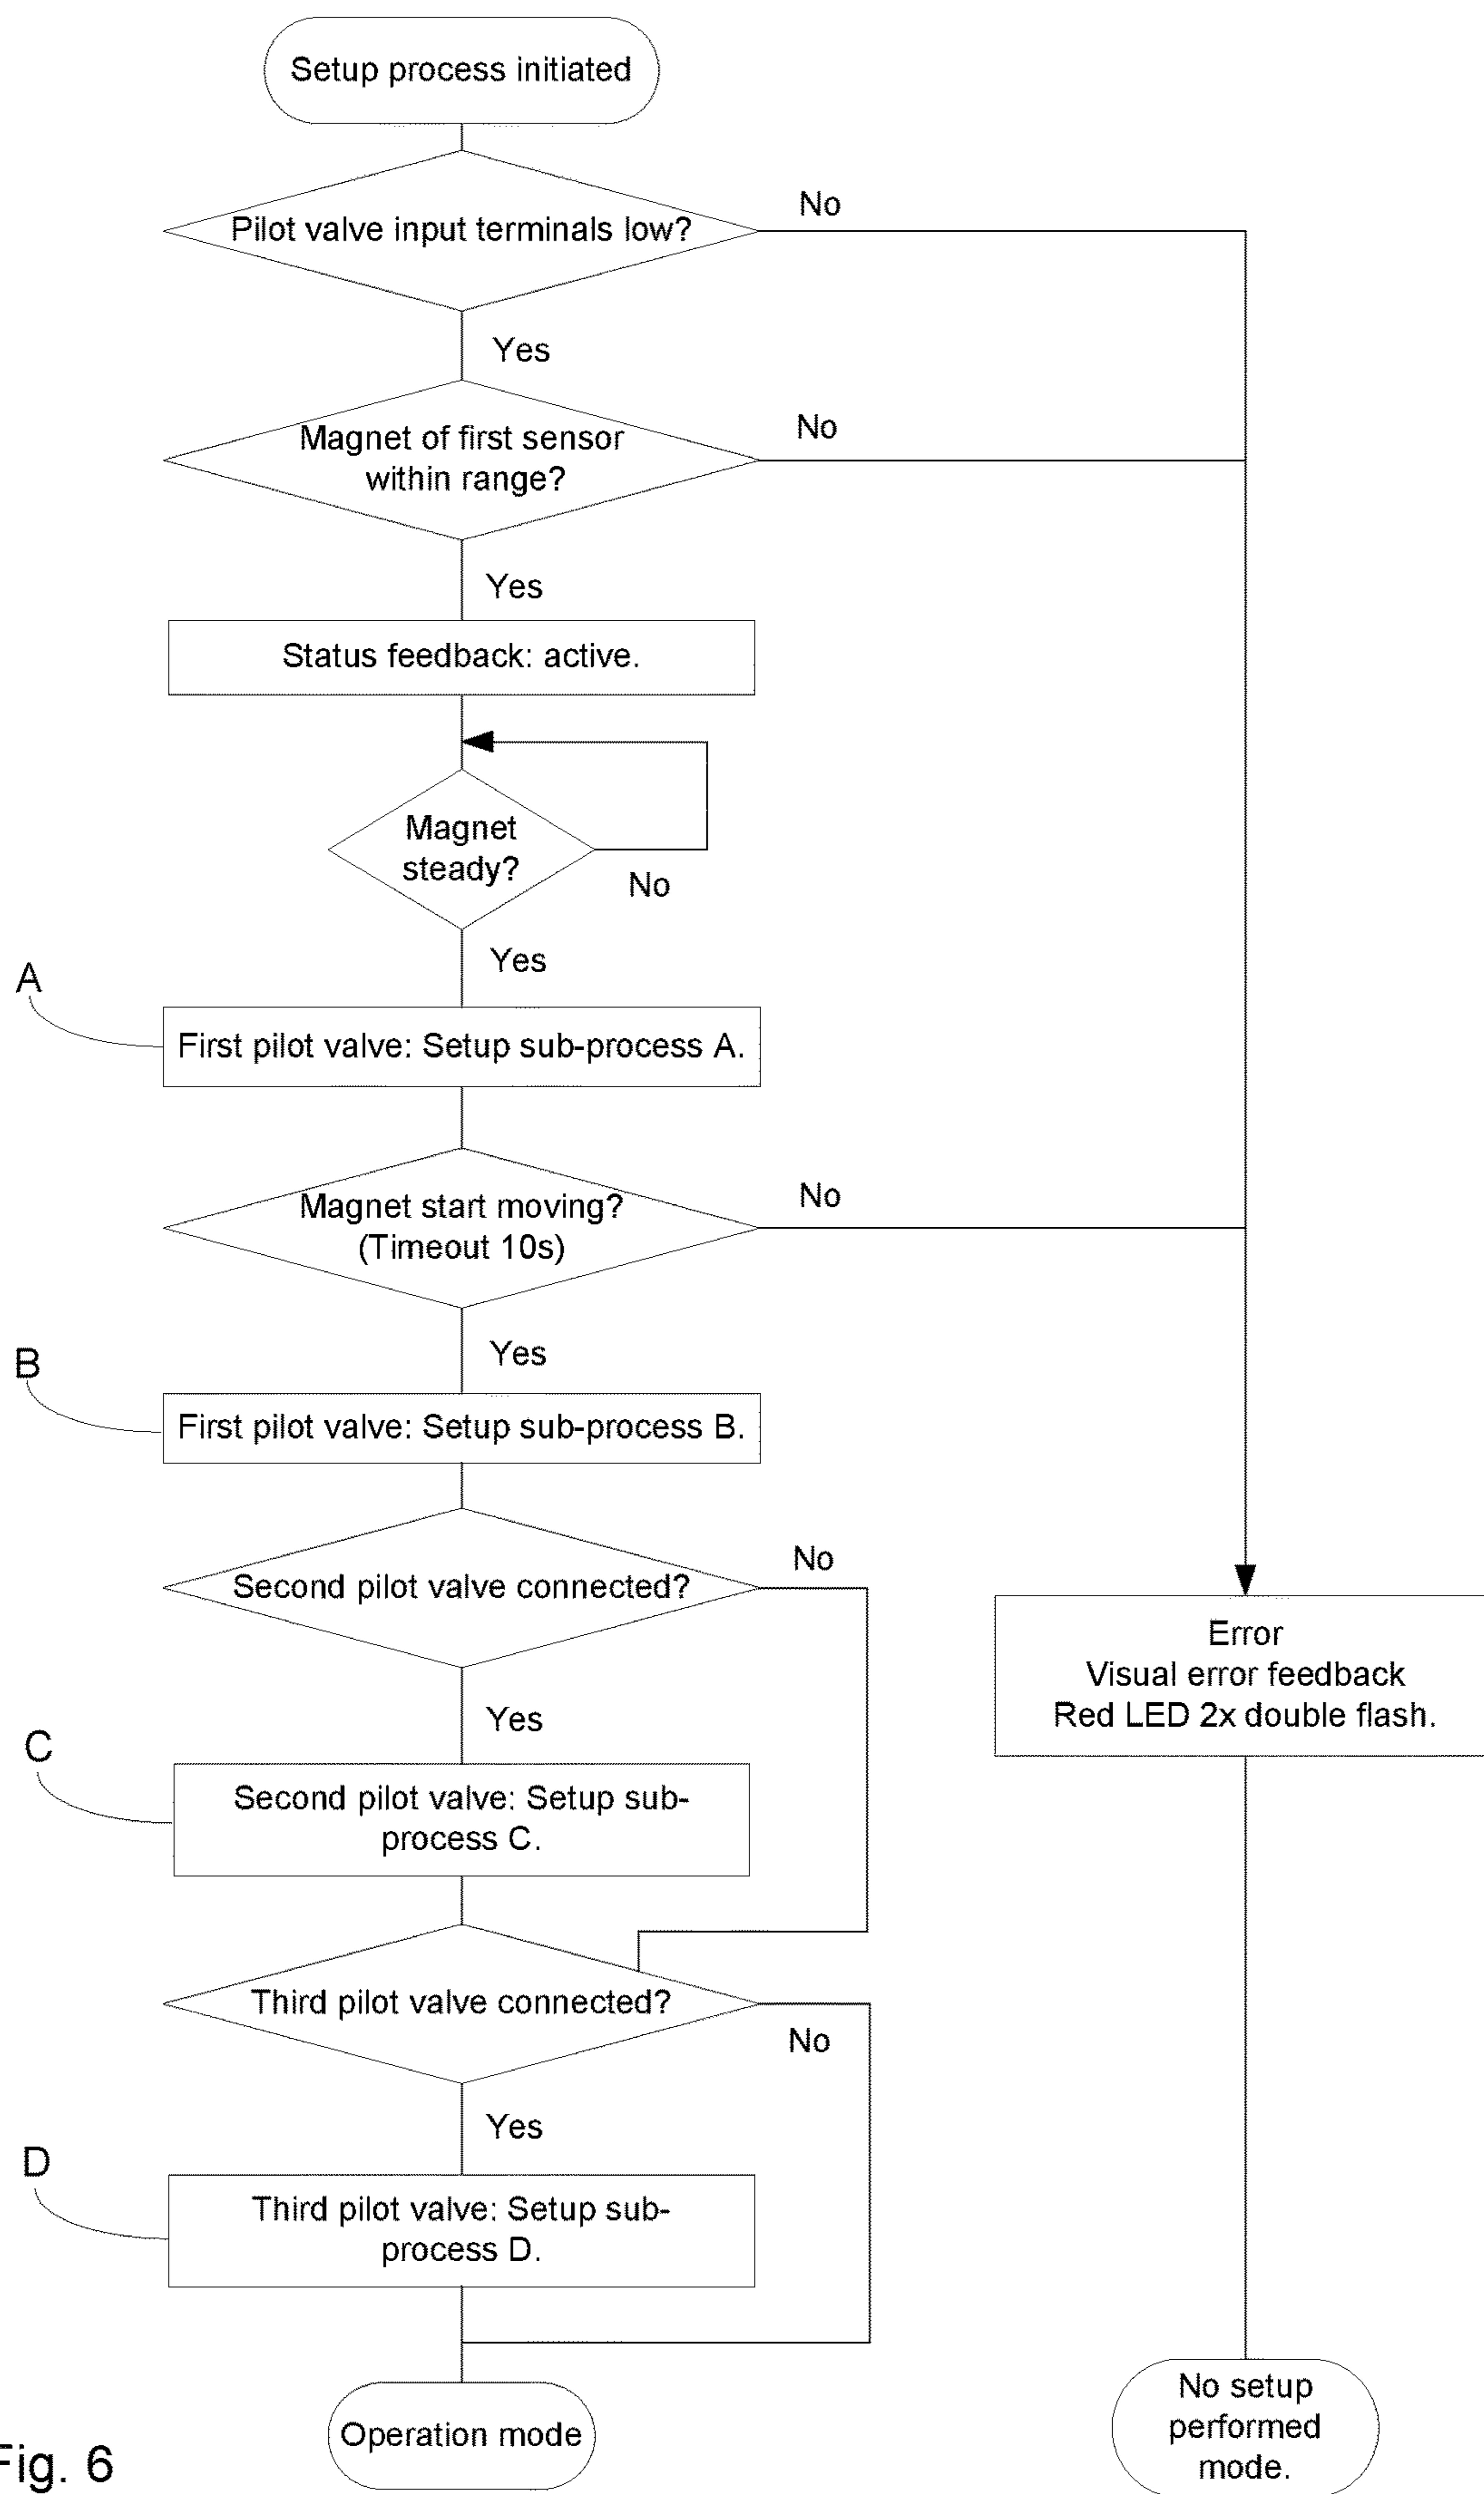 Setup process initiated
Pilot valve input terminals low?
No
Yes
Magnet of first sensor
within range?
No
Yes
Status feedback: active.
Magnet
steady?
No
Yes
A
First pilot valve: Setup sub-process A.
Magnet start moving?
(Timeout 10s)
No
Yes
B
First pilot valve: Setup sub-process B.
Second pilot valve connected?
No
Error
Visual error feedback
Red LED 2x double flash.
Yes
C
Second pilot valve: Setup sub-
process C.
Third pilot valve connected?
No
Yes
D
Third pilot valve: Setup sub-
process D.
Operation mode
No setup
performed
mode.
Fig. 6